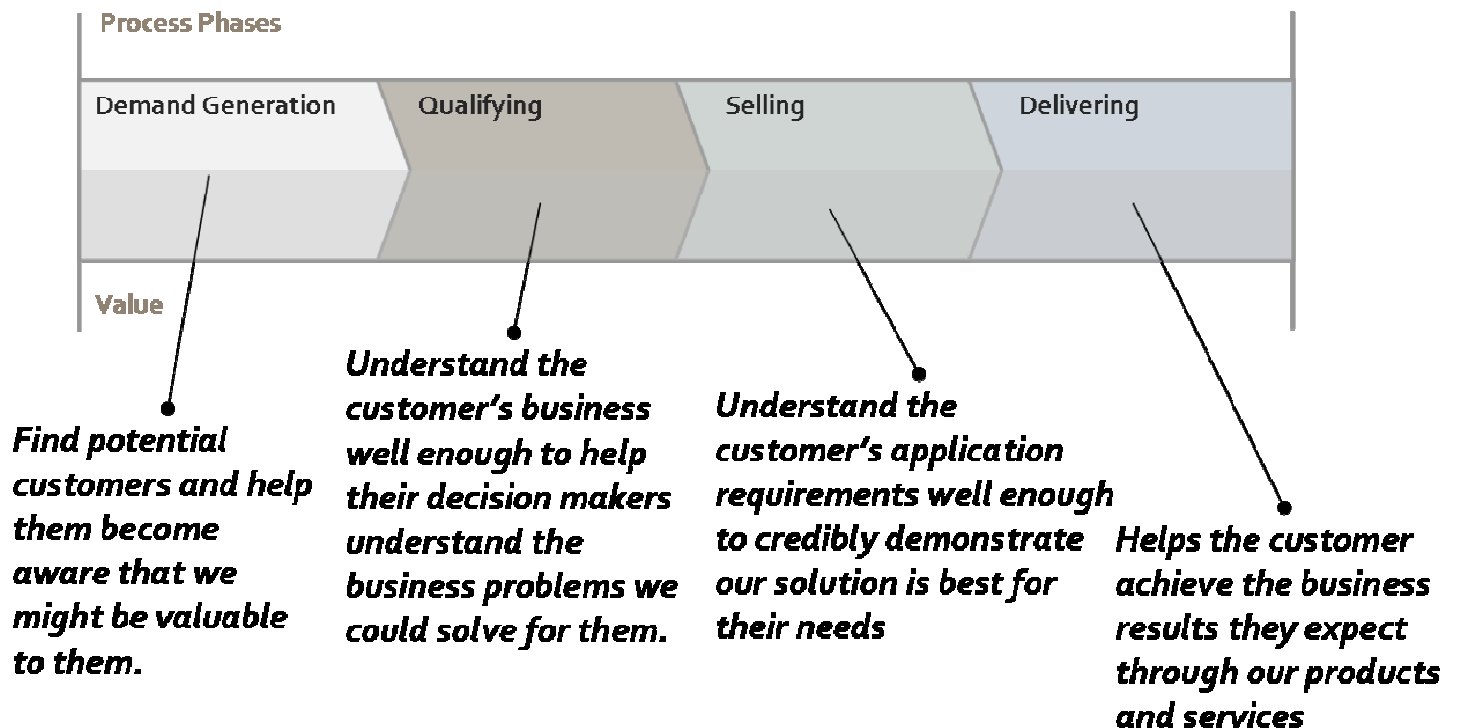 Process Phases
Demand Generation
Qualifying
Selling
Delivering
Value
Find potential
customers and help
them become
aware that we
might be valuable
to them.
Understand the
customer's business
well enough to help
their decision makers
understand the
business problems we
could solve for them.
Understand the
customer's application
requirements well enough
to credibly demonstrate
our solution is best for
their needs
Helps the customer
achieve the business
results they expect
through our products
and services